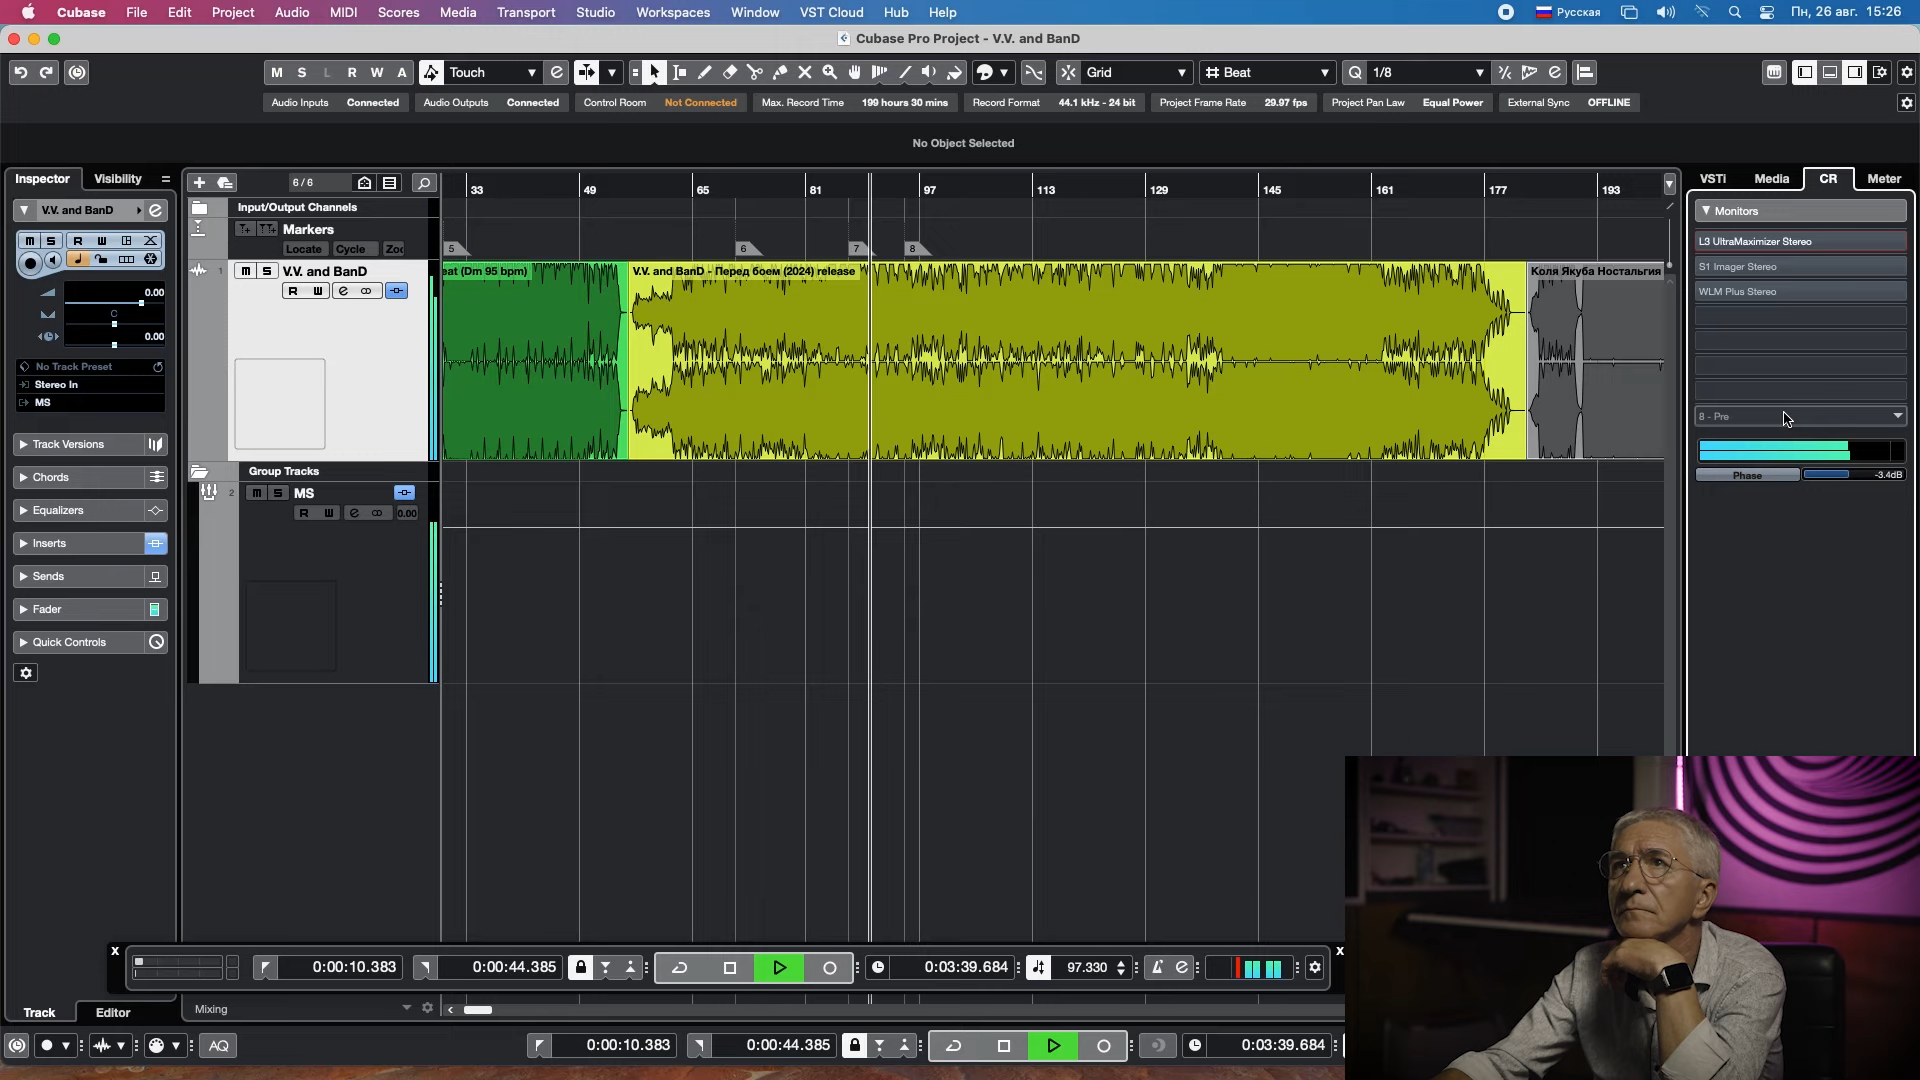 Cubase File Edit Project Audio MIDI Scores Media Transport Studio Workspaces Window VST Cloud Hub Help Русская Пн, 26 авг. 15:26
Cubase Pro Project - V.V. and BanD
M S L R W A Touch Grid Beat Q 1/8
Audio Inputs Connected Audio Outputs Connected Control Room Not Connected Max. Record Time 199 hours 30 mins Record Format 44.1 kHz - 24 bit Project Frame Rate 29.97 fps Project Pan Law Equal Power External Sync OFFLINE
No Object Selected
Inspector Visibility
V.V. and BanD
M S R W
0.00
C
0.00
No Track Preset
Stereo In
MS
Track Versions
Chords
Equalizers
Inserts
Sends
Fader
Quick Controls
Track Editor
6 / 6
Input/Output Channels
Markers
Locate Cycle Zoo
1 M S V.V. and BanD
R W
Group Tracks
2 M S MS
R W 0.00
33 49 65 81 97 113 129 145 161 177 193
5 6 7 8
eat (Dm 95 bpm)
V.V. and BanD - Перед боем (2024) release
Коля Якуба Ностальгия
VSTi Media CR Meter
Monitors
L3 UltraMaximizer Stereo
S1 Imager Stereo
WLM Plus Stereo
8 - Pre
Phase -3.4dB
X 0:00:10.383 0:00:44.385 0:03:39.684 97.330 X
Mixing
AQ 0:00:10.383 0:00:44.385 0:03:39.684